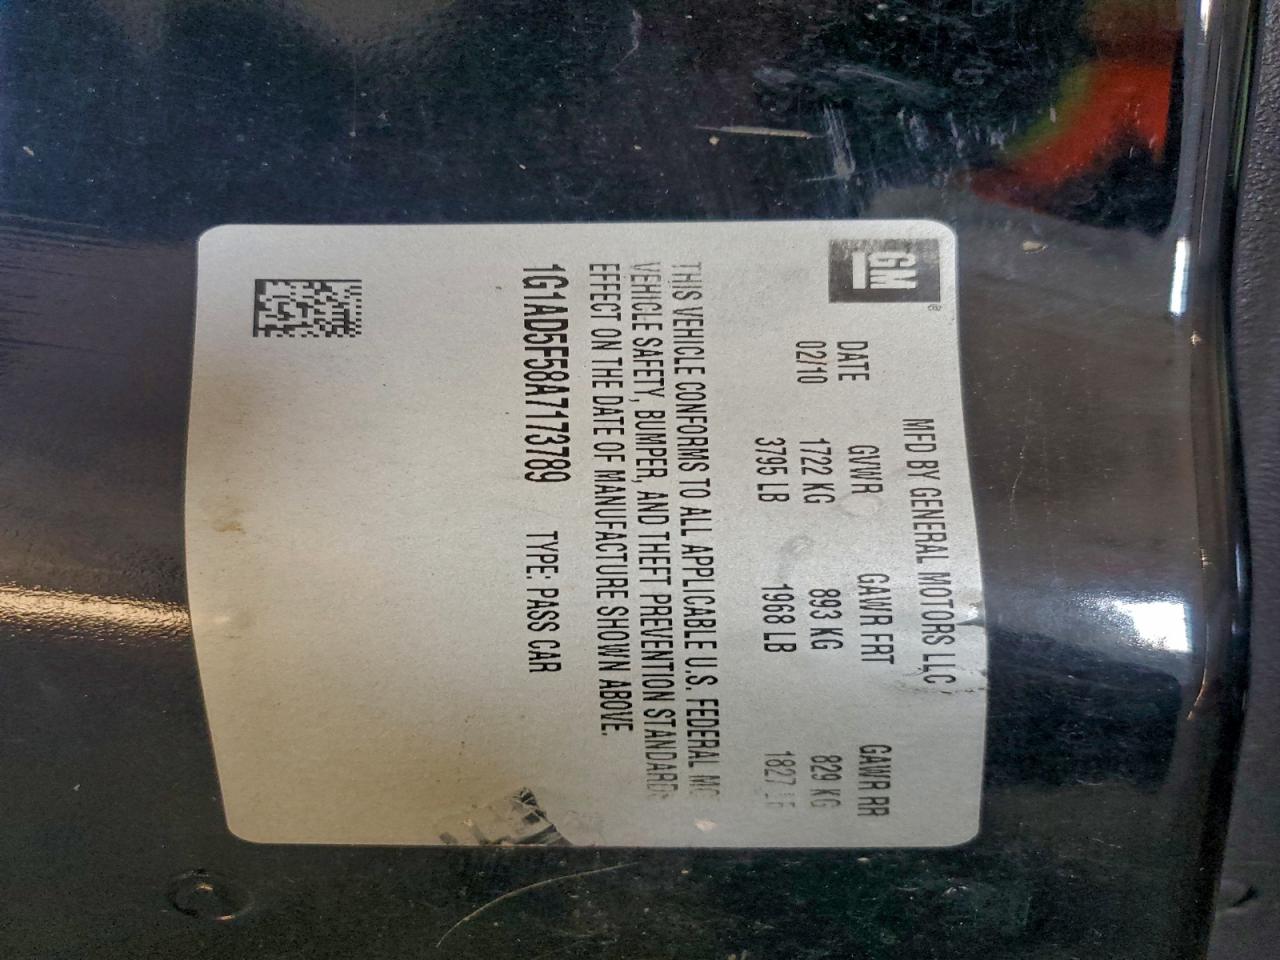 GM®
MFD BY GENERAL MOTORS LLC
DATE GVWR GAWR FRT GAWR RR
02/10 1722 KG 893 KG 829 KG
3795 LB 1968 LB 1827
THIS VEHICLE CONFORMS TO ALL APPLICABLE U.S. FEDERAL
VEHICLE SAFETY, BUMPER, AND THEFT PREVENTION STANDARDS
EFFECT ON THE DATE OF MANUFACTURE SHOWN ABOVE.
1G1AD5F58A7173789 TYPE: PASS CAR